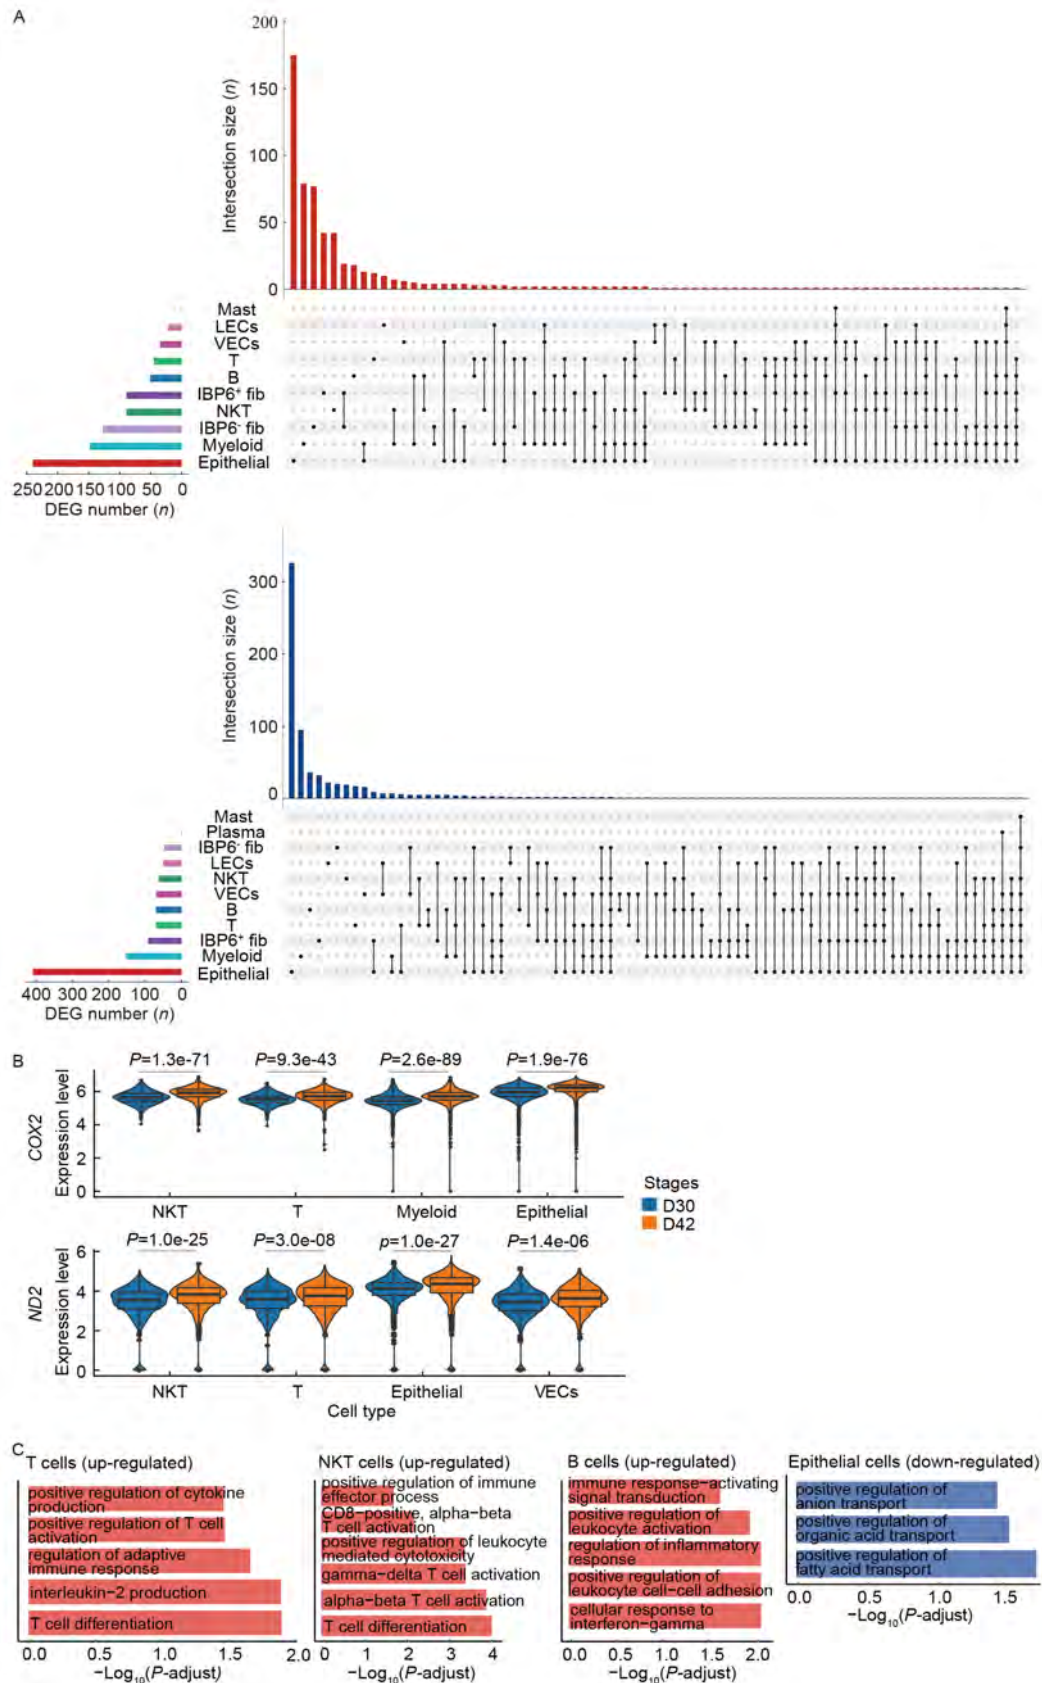 A
200
150
100
50
0
Intersection size (n)
Mast
LECs
VECs
T
B
IBP6+ fib
NKT
IBP6- fib
Myeloid
Epithelial
250 200 150 100 50 0
DEG number (n)
300
200
100
0
Intersection size (n)
Mast
Plasma
IBP6- fib
LECs
NKT
VECs
B
T
IBP6+ fib
Myeloid
Epithelial
400 300 200 100 0
DEG number (n)
B
P=1.3e-71 P=9.3e-43 P=2.6e-89 P=1.9e-76
COX2
Expression level
6
4
2
0
NKT T Myeloid Epithelial
Stages
D30
D42
P=1.0e-25 P=3.0e-08 p=1.0e-27 P=1.4e-06
ND2
Expression level
6
4
2
0
NKT T Epithelial VECs
Cell type
C
T cells (up-regulated)
positive regulation of cytokine
production
positive regulation of T cell
activation
regulation of adaptive
immune response
interleukin-2 production
T cell differentiation
0.0 0.5 1.0 1.5 2.0
−Log10(P-adjust)
NKT cells (up-regulated)
positive regulation of immune
effector process
CD8-positive, alpha-beta
T cell activation
positive regulation of leukocyte
mediated cytotoxicity
gamma-delta T cell activation
alpha-beta T cell activation
T cell differentiation
0 1 2 3 4
−Log10(P-adjust)
B cells (up-regulated)
immune response-activating
signal transduction
positive regulation of
leukocyte activation
regulation of inflammatory
response
positive regulation of
leukocyte cell-cell adhesion
cellular response to
interferon-gamma
0.0 0.5 1.0 1.5 2.0
−Log10(P-adjust)
Epithelial cells (down-regulated)
positive regulation of
anion transport
positive regulation of
organic acid transport
positive regulation of
fatty acid transport
0.0 0.5 1.0 1.5
−Log10(P-adjust)